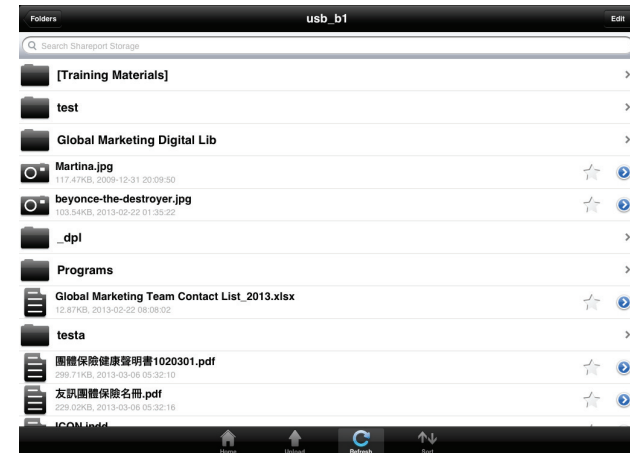 Folders
usb_b1
Edit
Search Shareport Storage
[Training Materials]
test
Global Marketing Digital Lib
Martina.jpg
117.47KB, 2009-12-31 20:09:50
beyonce-the-destroyer.jpg
103.54KB, 2013-02-22 01:35:22
_dpl
Programs
Global Marketing Team Contact List_2013.xlsx
12.87KB, 2013-02-22 08:08:02
testa
團體保險健康聲明書1020301.pdf
299.71KB, 2013-03-06 05:32:10
友訊團體保險名冊.pdf
229.02KB, 2013-03-06 05:32:16
ICON.indd
Home
Upload
Refresh
Sort